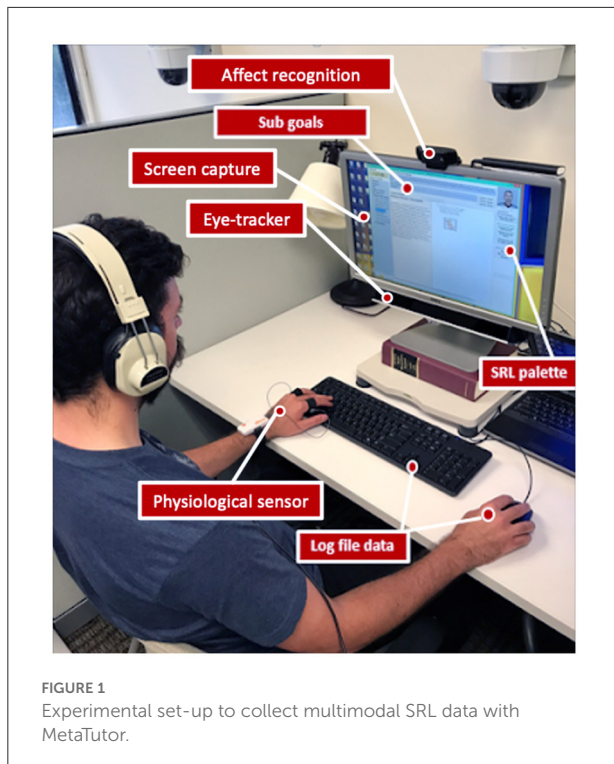 Affect recognition
Sub goals
Screen capture
Eye-tracker
SRL palette
Physiological sensor
Log file data
FIGURE 1
Experimental set-up to collect multimodal SRL data with
MetaTutor.